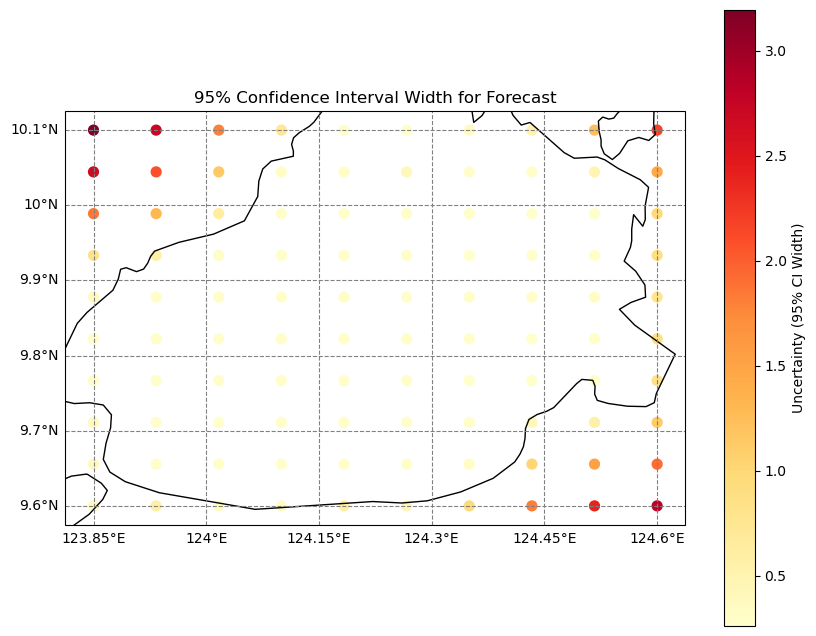 95% Confidence Interval Width for Forecast
10.1°N
10°N
9.9°N
9.8°N
9.7°N
9.6°N
123.85°E 124°E 124.15°E 124.3°E 124.45°E 124.6°E
3.0
2.5
2.0
1.5
1.0
0.5
Uncertainty (95% CI Width)